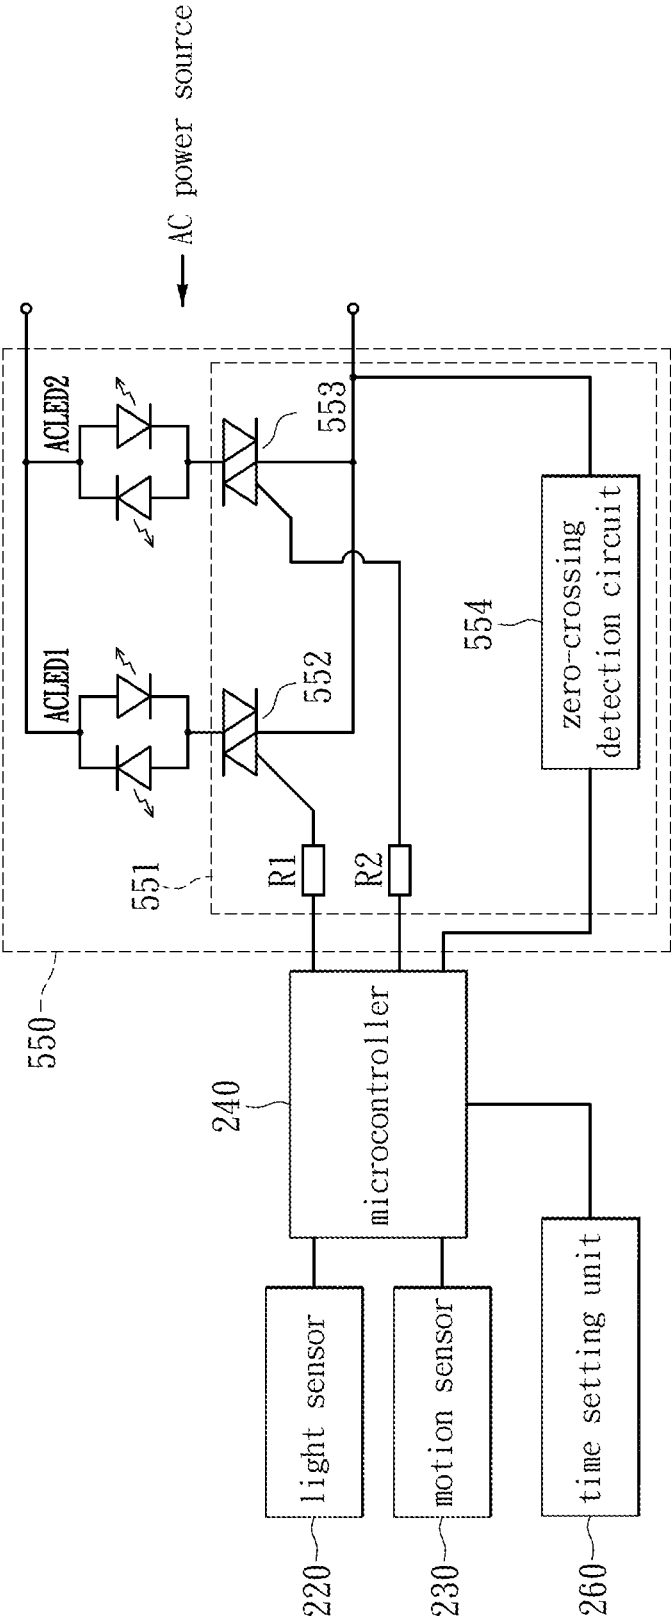 550
551
ACLED1
ACLED2
AC power source
220
light sensor
240
microcontroller
R1
552
553
230
motion sensor
R2
554
260
time setting unit
zero-crossing
detection circuit